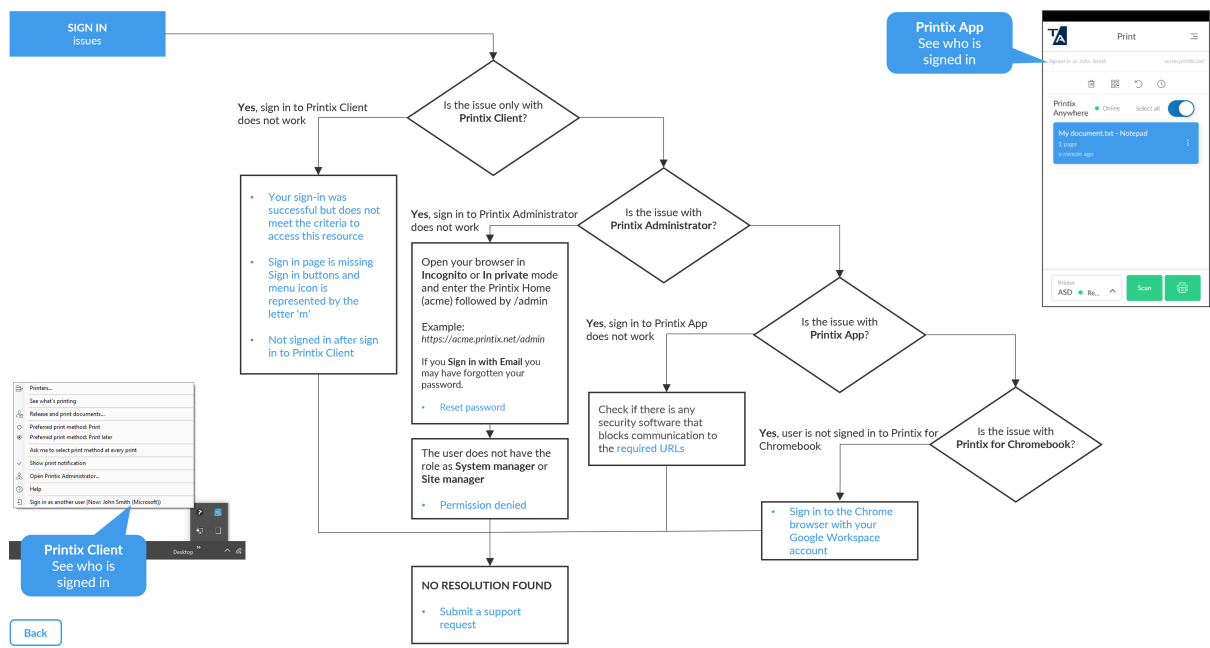 SIGN IN
issues
Printix App
See who is
signed in
TA
Print
Signed in as John Smith
acme.printix.net
Printix
Anywhere
Online
Select all
My document.txt - Notepad
1 page
a minute ago
Printer
ASD
Re...
Scan
Is the issue only with
Printix Client?
Yes, sign in to Printix Client
does not work
• Your sign-in was
successful but does not
meet the criteria to
access this resource
• Sign in page is missing
Sign in buttons and
menu icon is
represented by the
letter ‘m’
• Not signed in after sign
in to Printix Client
Is the issue with
Printix Administrator?
Yes, sign in to Printix Administrator
does not work
Open your browser in
Incognito or In private mode
and enter the Printix Home
(acme) followed by /admin
Example:
https://acme.printix.net/admin
If you Sign in with Email you
may have forgotten your
password.
• Reset password
The user does not have the
role as System manager or
Site manager
• Permission denied
Is the issue with
Printix App?
Yes, sign in to Printix App
does not work
Check if there is any
security software that
blocks communication to
the required URLs
Is the issue with
Printix for Chromebook?
Yes, user is not signed in to Printix for
Chromebook
• Sign in to the Chrome
browser with your
Google Workspace
account
NO RESOLUTION FOUND
• Submit a support
request
Printers...
See what's printing
Release and print documents...
Preferred print method: Print
Preferred print method: Print later
Ask me to select print method at every print
Show print notification
Open Printix Administrator...
Help
Sign in as another user (Now: John Smith (Microsoft))
Desktop
Printix Client
See who is
signed in
Back